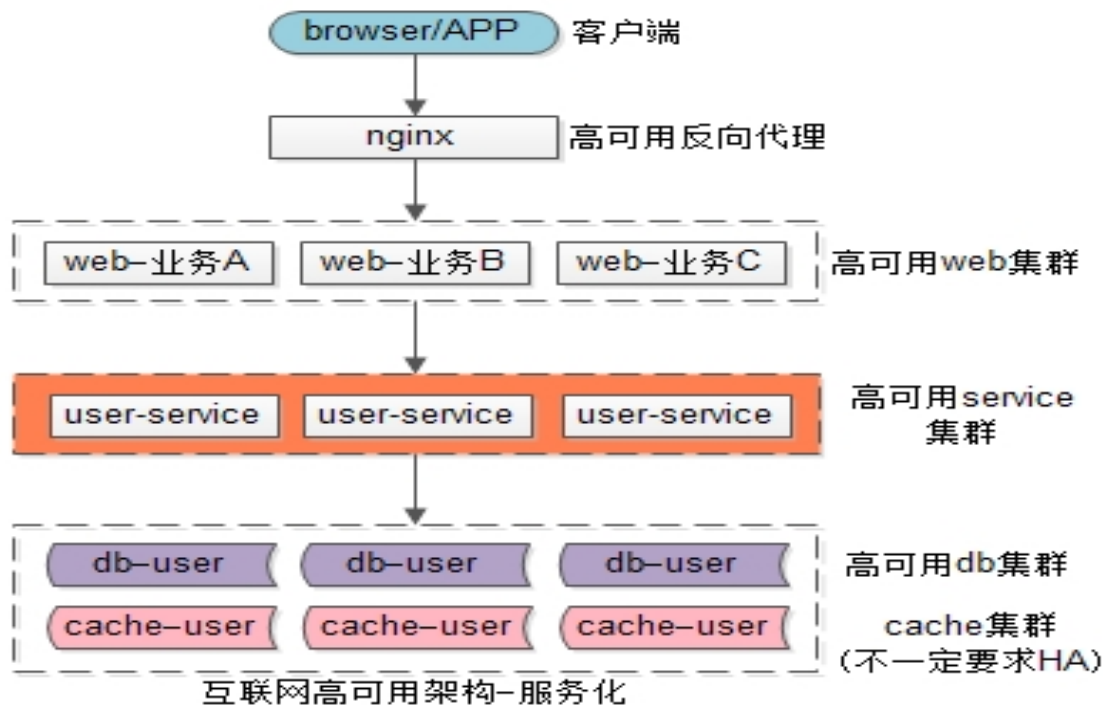 browser/APP 客户端
nginx 高可用反向代理
web-业务A web-业务B web-业务C 高可用web集群
user-service user-service user-service 高可用service
集群
db-user db-user db-user 高可用db集群
cache-user cache-user cache-user cache集群
(不一定要求HA)
互联网高可用架构-服务化